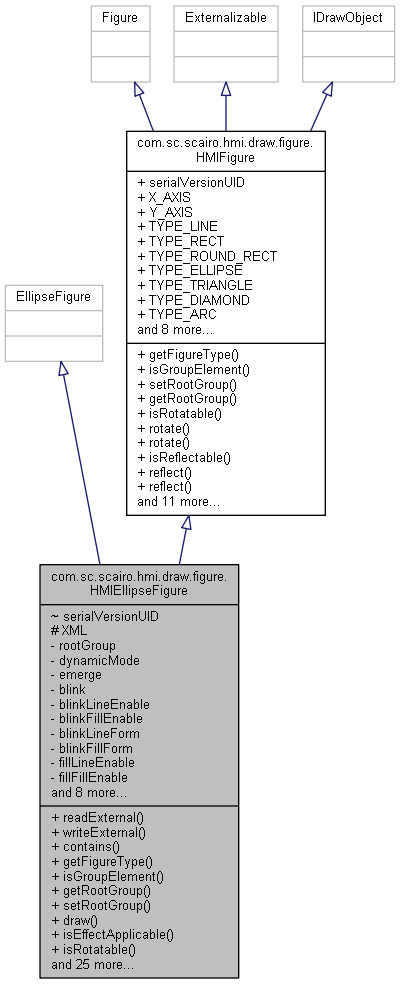 Figure
Externalizable
IDrawObject
com.sc.scairo.hmi.draw.figure.
HMIFigure
+ serialVersionUID
+ X_AXIS
+ Y_AXIS
+ TYPE_LINE
+ TYPE_RECT
+ TYPE_ROUND_RECT
+ TYPE_ELLIPSE
+ TYPE_TRIANGLE
+ TYPE_DIAMOND
+ TYPE_ARC
and 8 more...
+ getFigureType()
+ isGroupElement()
+ setRootGroup()
+ getRootGroup()
+ isRotatable()
+ rotate()
+ rotate()
+ isReflectable()
+ reflect()
+ reflect()
and 11 more...
EllipseFigure
com.sc.scairo.hmi.draw.figure.
HMIEllipseFigure
~ serialVersionUID
# XML
- rootGroup
- dynamicMode
- emerge
- blink
- blinkLineEnable
- blinkFillEnable
- blinkLineForm
- blinkFillForm
- fillLineEnable
- fillFillEnable
and 8 more...
+ readExternal()
+ writeExternal()
+ contains()
+ getFigureType()
+ isGroupElement()
+ getRootGroup()
+ setRootGroup()
+ draw()
+ isEffectApplicable()
+ isRotatable()
and 25 more...